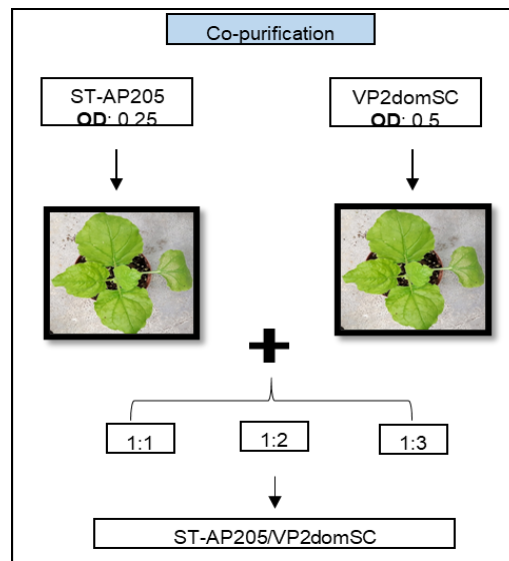 Co-purification
ST-AP205
OD: 0.25
VP2domSC
OD: 0.5
1:1
1:2
1:3
ST-AP205/VP2domSC